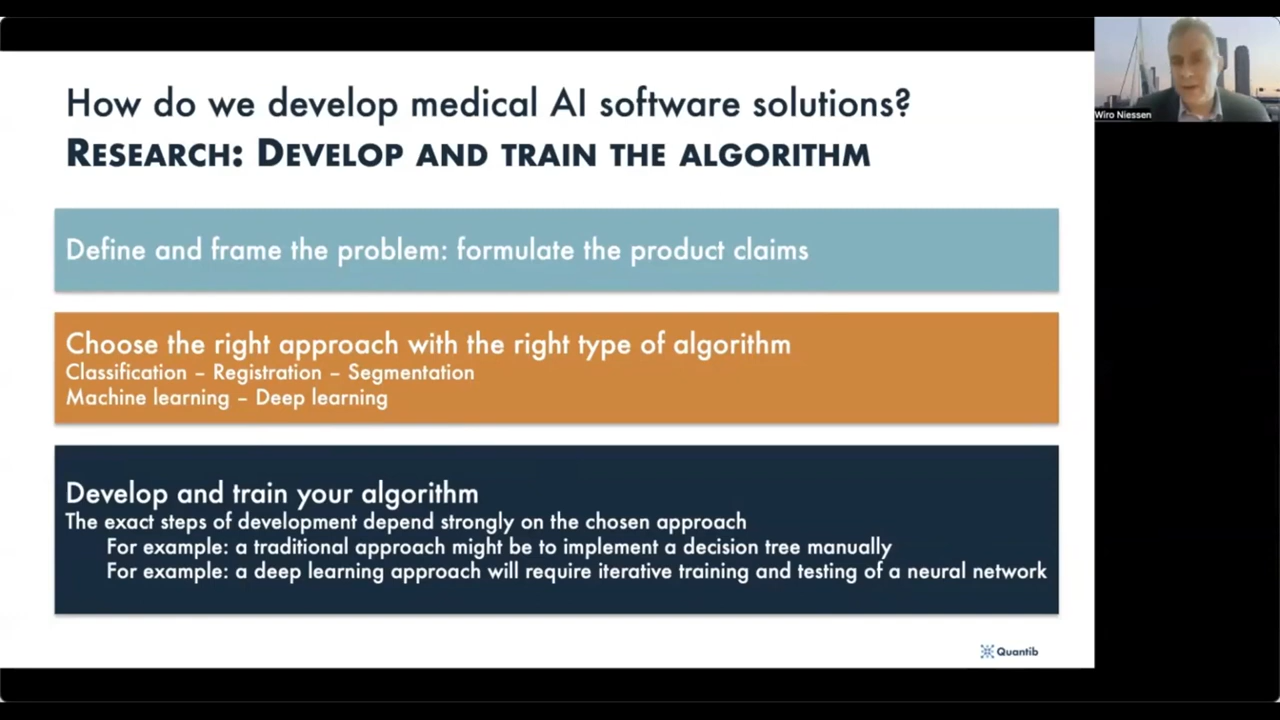 How do we develop medical AI software solutions?
RESEARCH: DEVELOP AND TRAIN THE ALGORITHM
Define and frame the problem: formulate the product claims
Choose the right approach with the right type of algorithm
Classification – Registration – Segmentation
Machine learning – Deep learning
Develop and train your algorithm
The exact steps of development depend strongly on the chosen approach
For example: a traditional approach might be to implement a decision tree manually
For example: a deep learning approach will require iterative training and testing of a neural network
Quantib
Wiro Niessen